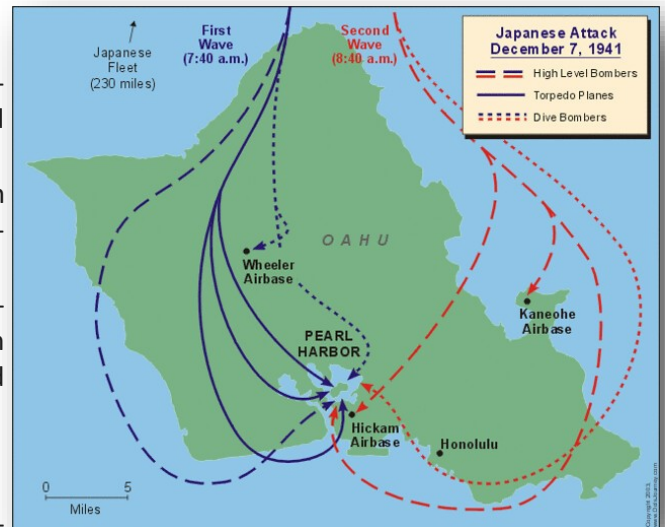 Japanese
Fleet
(230 miles)
First
Wave
(7:40 a.m.)
Second
Wave
(8:40 a.m.)
Japanese Attack
December 7, 1941
High Level Bombers
Torpedo Planes
Dive Bombers
OAHU
Wheeler
Airbase
Kaneohe
Airbase
PEARL
HARBOR
Hickam
Airbase
Honolulu
0 5
Miles